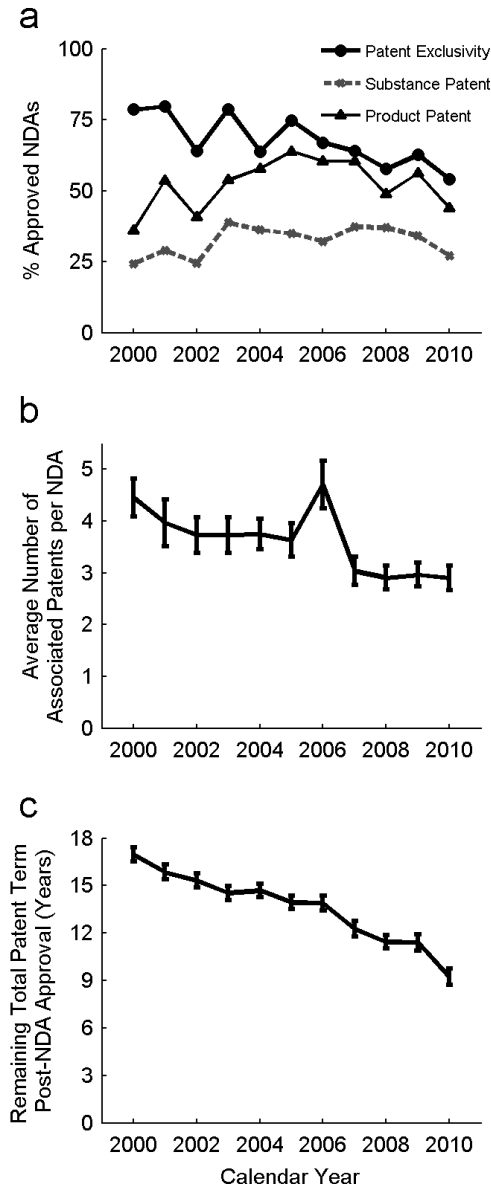 a
100
75
50
25
0
% Approved NDAs
Patent Exclusivity
Substance Patent
Product Patent
2000 2002 2004 2006 2008 2010
b
5
4
3
2
1
0
Average Number of
Associated Patents per NDA
2000 2002 2004 2006 2008 2010
c
18
15
12
9
6
3
0
Remaining Total Patent Term
Post-NDA Approval (Years)
2000 2002 2004 2006 2008 2010
Calendar Year